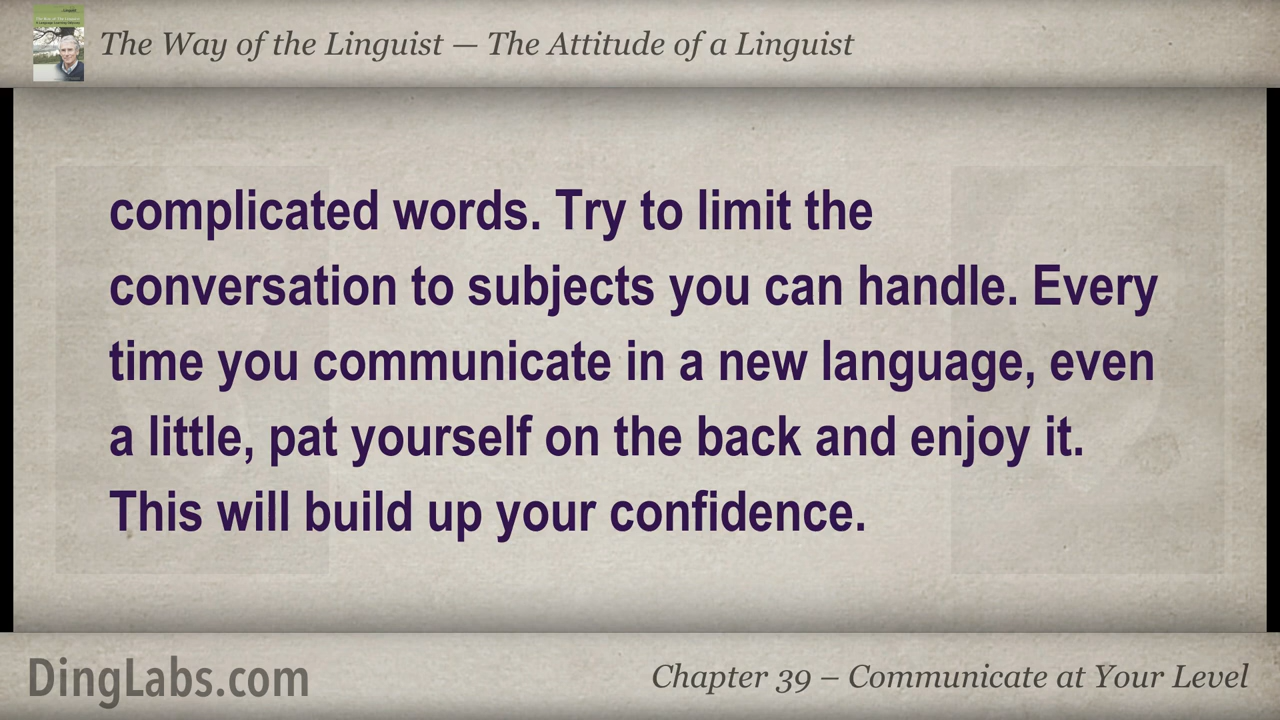 The Way of the Linguist — The Attitude of a Linguist
complicated words. Try to limit the
conversation to subjects you can handle. Every
time you communicate in a new language, even
a little, pat yourself on the back and enjoy it.
This will build up your confidence.
DingLabs.com
Chapter 39 – Communicate at Your Level